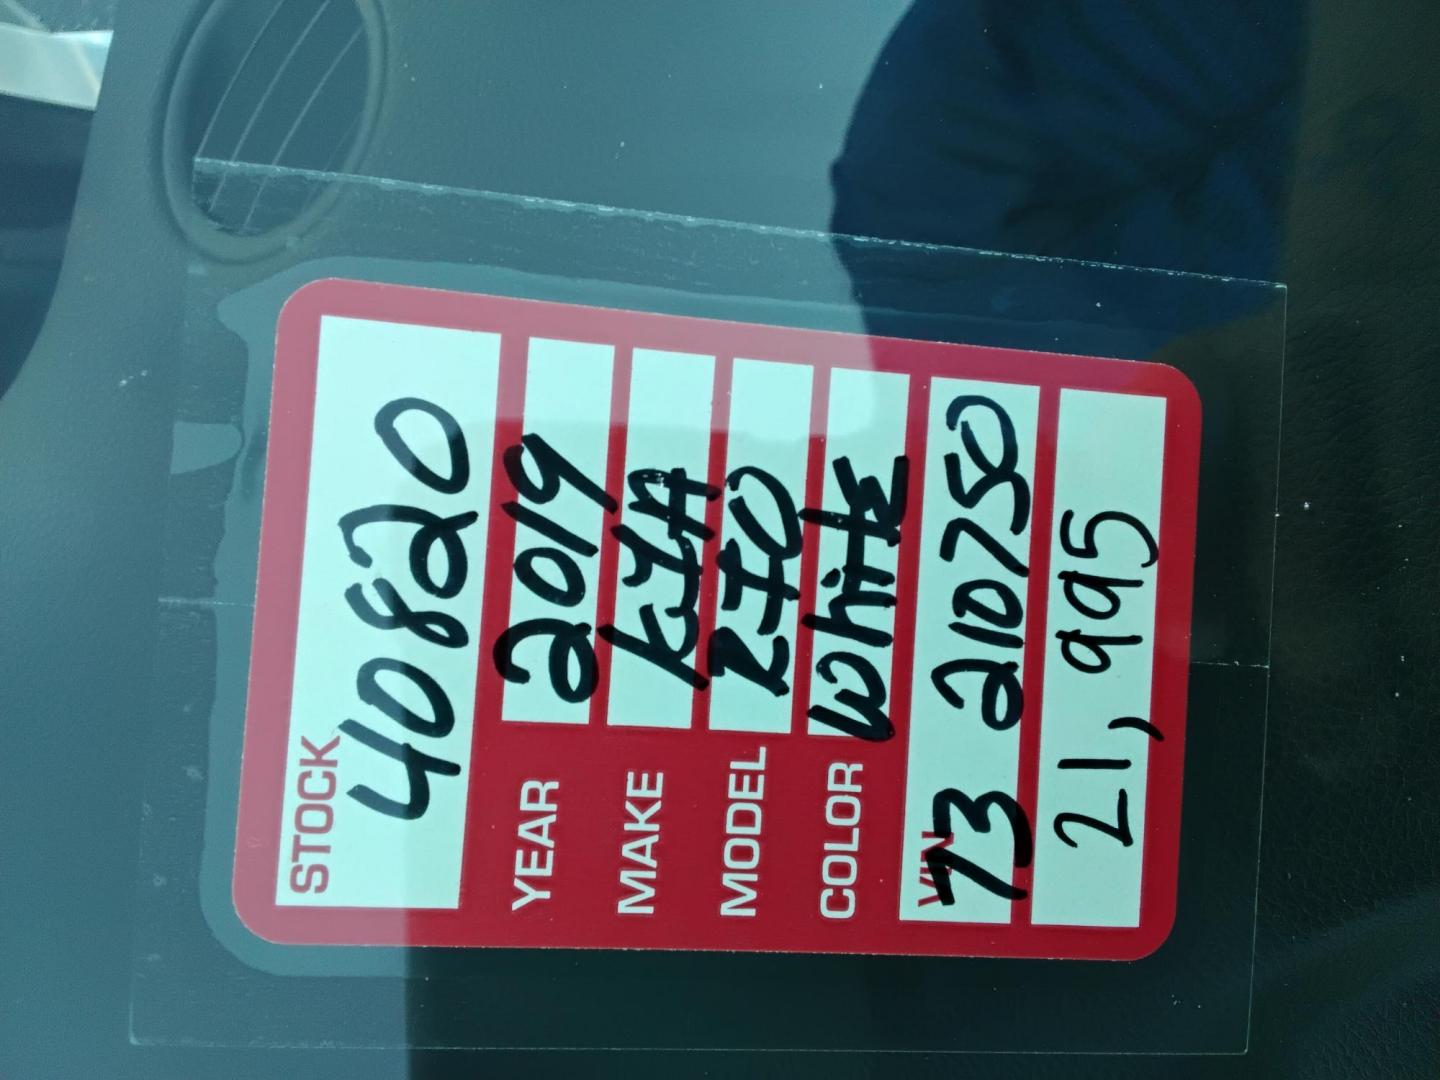 STOCK
40820
YEAR 2019
MAKE KIA
MODEL RIO
COLOR White
VIN
73 210750
21,995